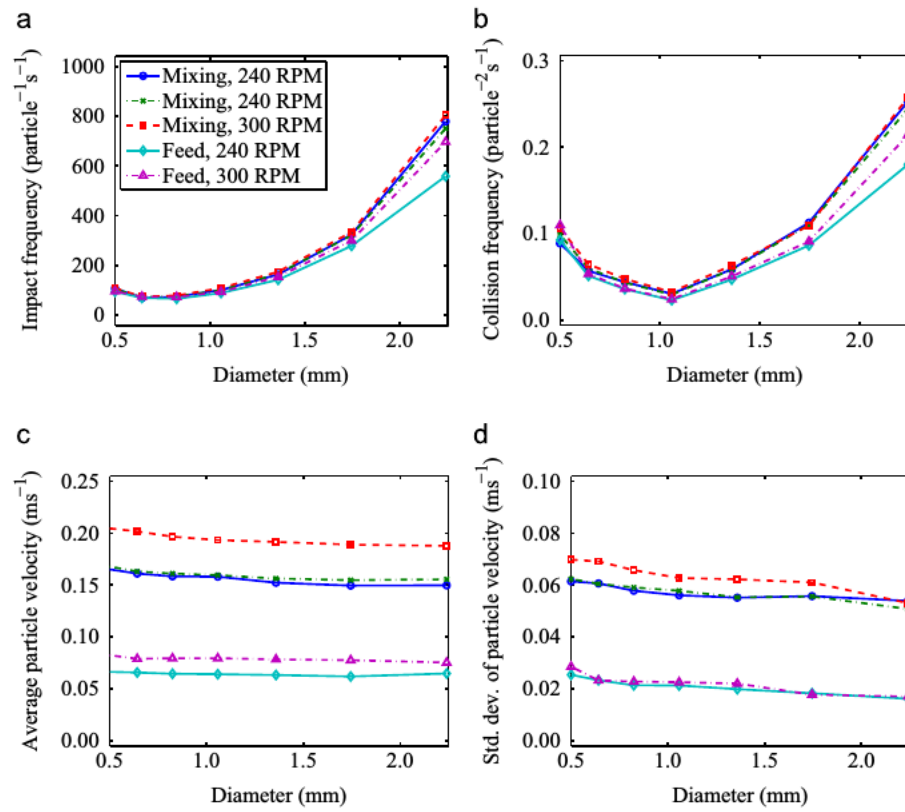 a
Impact frequency (particle⁻¹s⁻¹)
1000
800
600
400
200
0
Mixing, 240 RPM
Mixing, 240 RPM
Mixing, 300 RPM
Feed, 240 RPM
Feed, 300 RPM
0.5 1.0 1.5 2.0
Diameter (mm)
b
Collision frequency (particle⁻²s⁻¹)
0.3
0.2
0.1
0.0
0.5 1.0 1.5 2.0
Diameter (mm)
c
Average particle velocity (ms⁻¹)
0.25
0.20
0.15
0.10
0.05
0.00
0.5 1.0 1.5 2.0
Diameter (mm)
d
Std. dev. of particle velocity (ms⁻¹)
0.10
0.08
0.06
0.04
0.02
0.00
0.5 1.0 1.5 2.0
Diameter (mm)